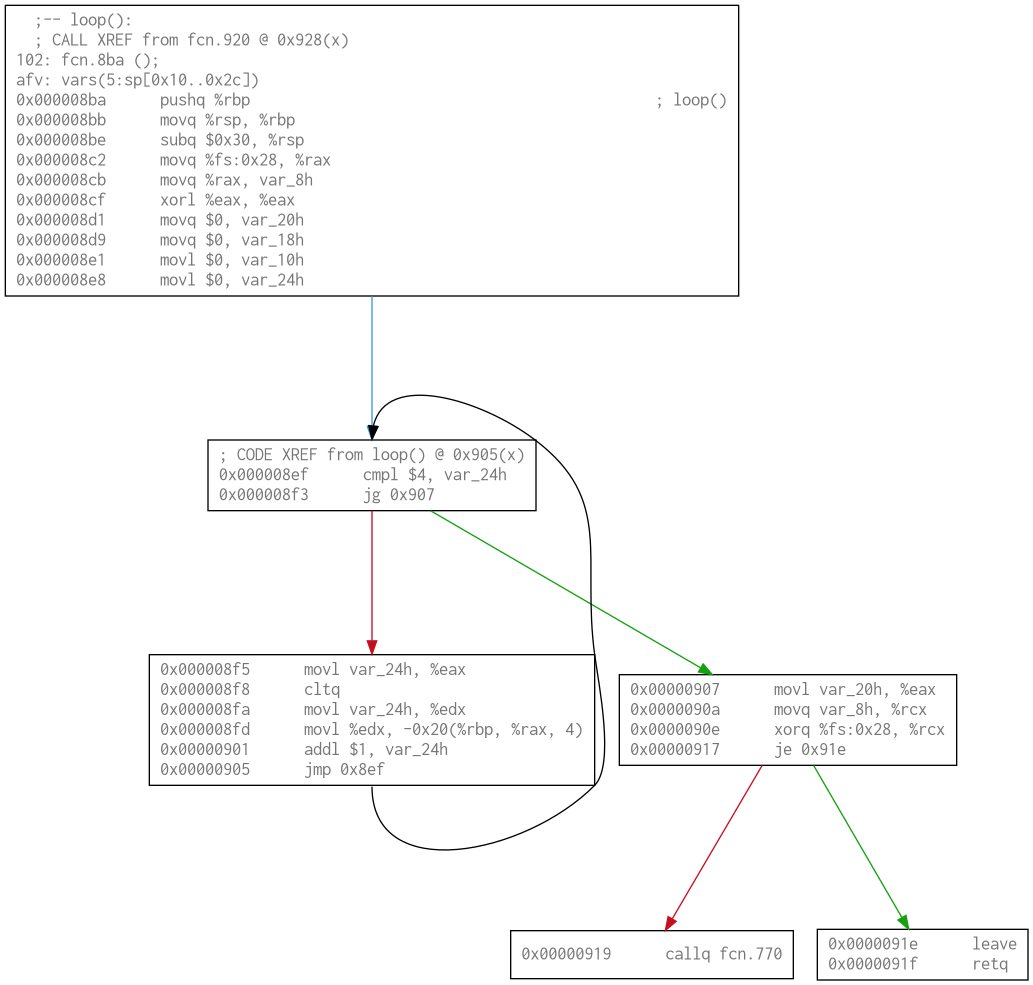 ;-- loop():
; CALL XREF from fcn.920 @ 0x928(x)
102: fcn.8ba ();
afv: vars(5:sp[0x10..0x2c])
0x000008ba      pushq %rbp                                             ; loop()
0x000008bb      movq %rsp, %rbp
0x000008be      subq $0x30, %rsp
0x000008c2      movq %fs:0x28, %rax
0x000008cb      movq %rax, var_8h
0x000008cf      xorl %eax, %eax
0x000008d1      movq $0, var_20h
0x000008d9      movq $0, var_18h
0x000008e1      movl $0, var_10h
0x000008e8      movl $0, var_24h
; CODE XREF from loop() @ 0x905(x)
0x000008ef      cmpl $4, var_24h
0x000008f3      jg 0x907
0x000008f5      movl var_24h, %eax
0x000008f8      cltq
0x000008fa      movl var_24h, %edx
0x000008fd      movl %edx, -0x20(%rbp, %rax, 4)
0x00000901      addl $1, var_24h
0x00000905      jmp 0x8ef
0x00000907      movl var_20h, %eax
0x0000090a      movq var_8h, %rcx
0x0000090e      xorq %fs:0x28, %rcx
0x00000917      je 0x91e
0x00000919      callq fcn.770
0x0000091e      leave
0x0000091f      retq